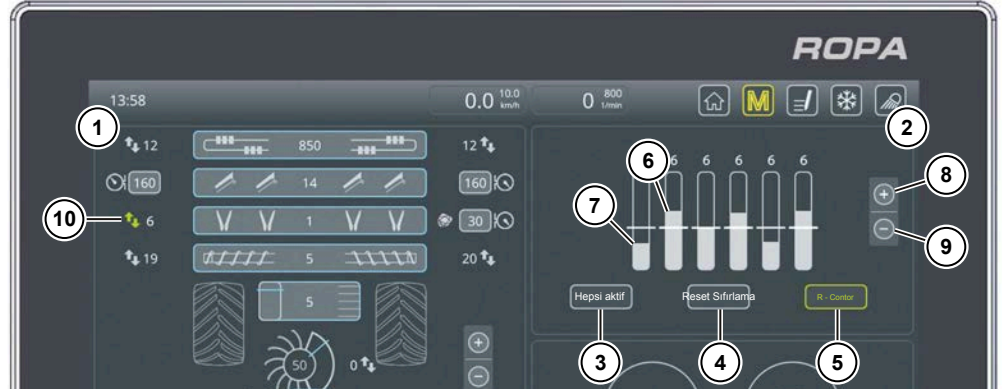 ROPA
13:58
0.0 10.0 km/h
0 800 1/min
M
1
2
12 850 12
6
6 6 6 6 6
160 14 160
8
7
10
6 1 30
9
19 5 20
Hepsi aktif
Reset Sıfırlama
R - Contor
5
50
0
3
4
5